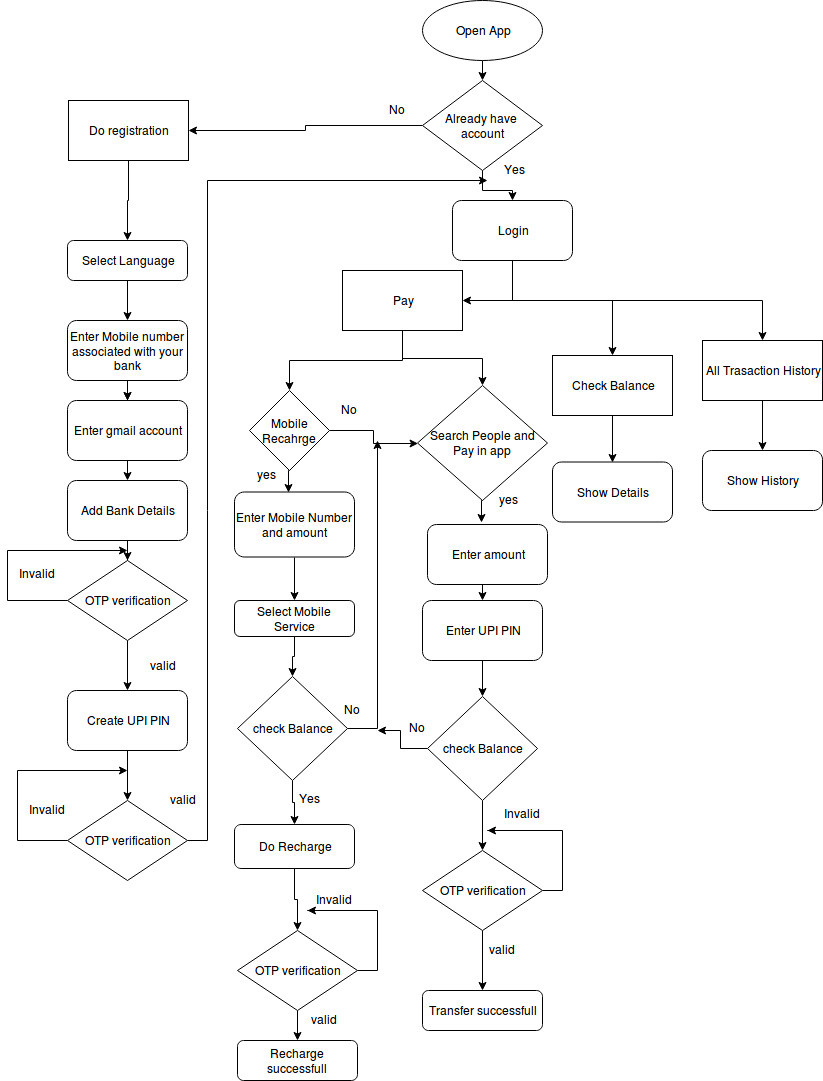 Open App
Already have
account
No
Yes
Do registration
Login
Select Language
Pay
Enter Mobile number
associated with your
bank
Check Balance
All Trasaction History
Enter gmail account
Mobile
Recahrge
No
Search People and
Pay in app
yes
yes
Show Details
Show History
Add Bank Details
Enter Mobile Number
and amount
Enter amount
Invalid
OTP verification
valid
Select Mobile
Service
Enter UPI PIN
Create UPI PIN
check Balance
No
No
check Balance
Invalid
valid
OTP verification
Yes
Do Recharge
Invalid
OTP verification
valid
Invalid
OTP verification
valid
Transfer successfull
Recharge
successfull